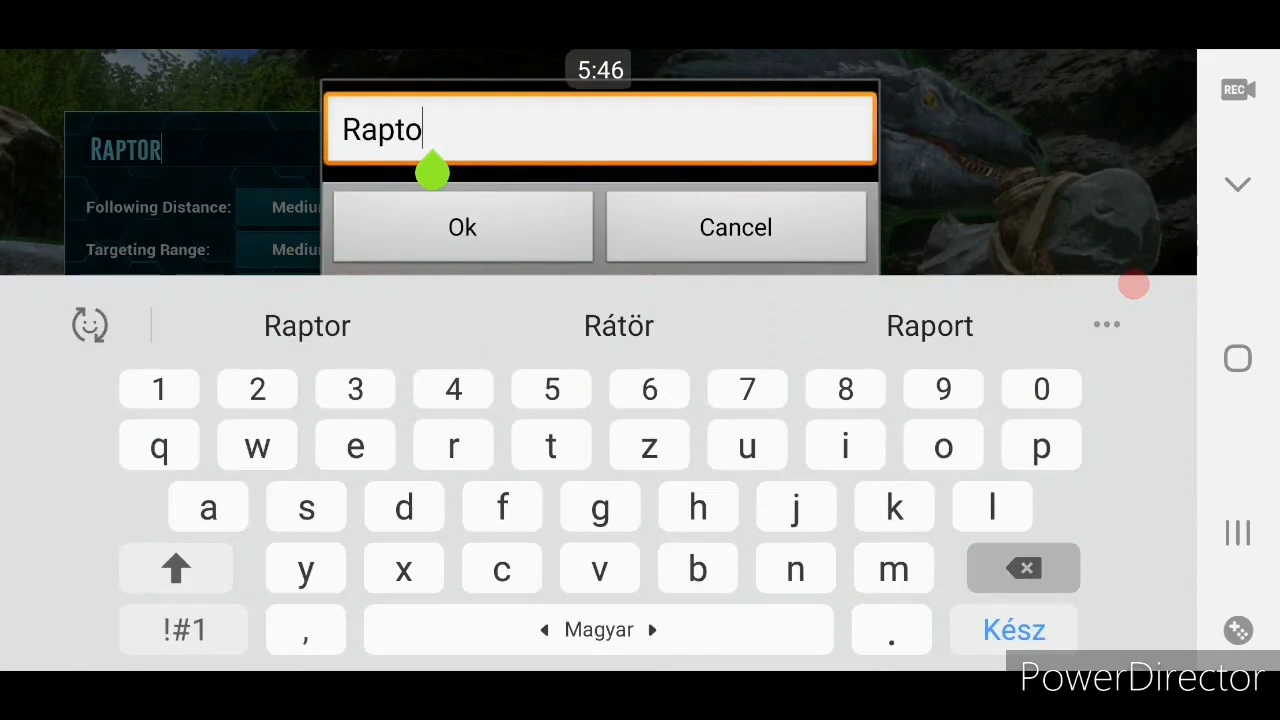 5:46
REC
Rapto
RAPTOR
Following Distance: Mediu
Ok Cancel
Targeting Range: Mediu
Raptor Rátör Raport
1 2 3 4 5 6 7 8 9 0
q w e r t z u i o p
a s d f g h j k l
y x c v b n m
!#1 , Magyar . Kész
PowerDirector